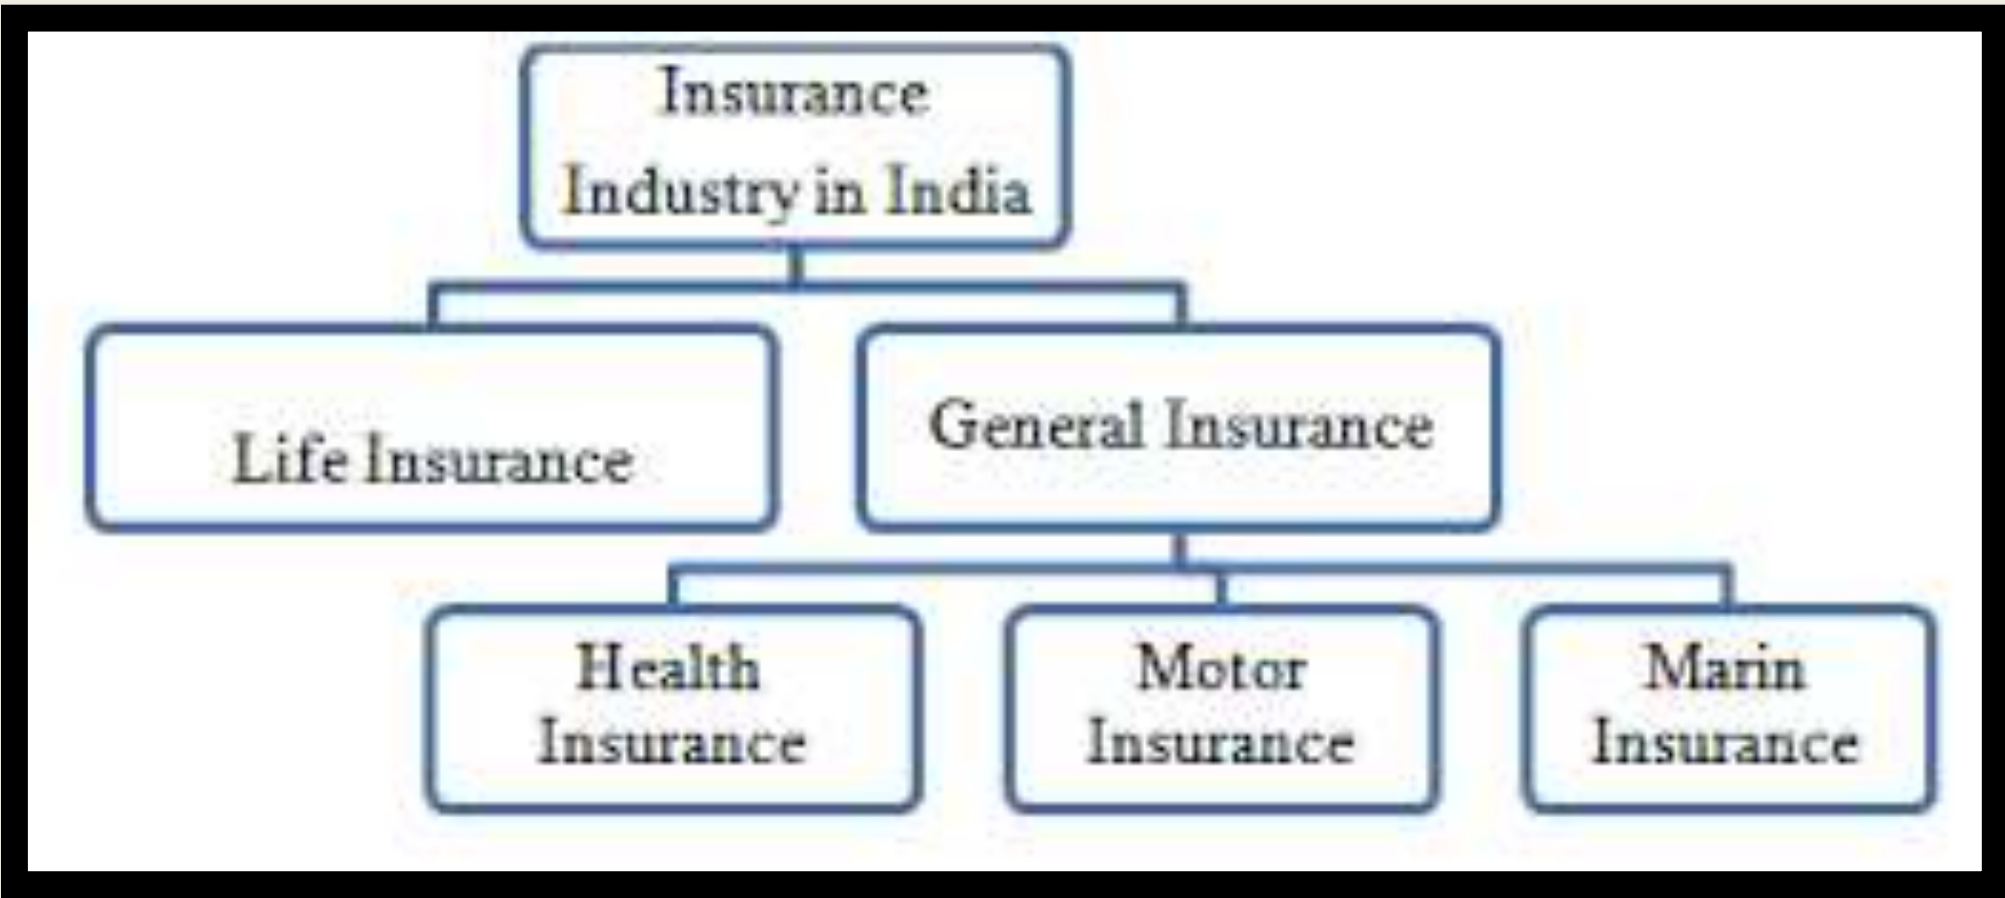 Insurance
Industry in India
Life Insurance
General Insurance
Health
Insurance
Motor
Insurance
Marin
Insurance